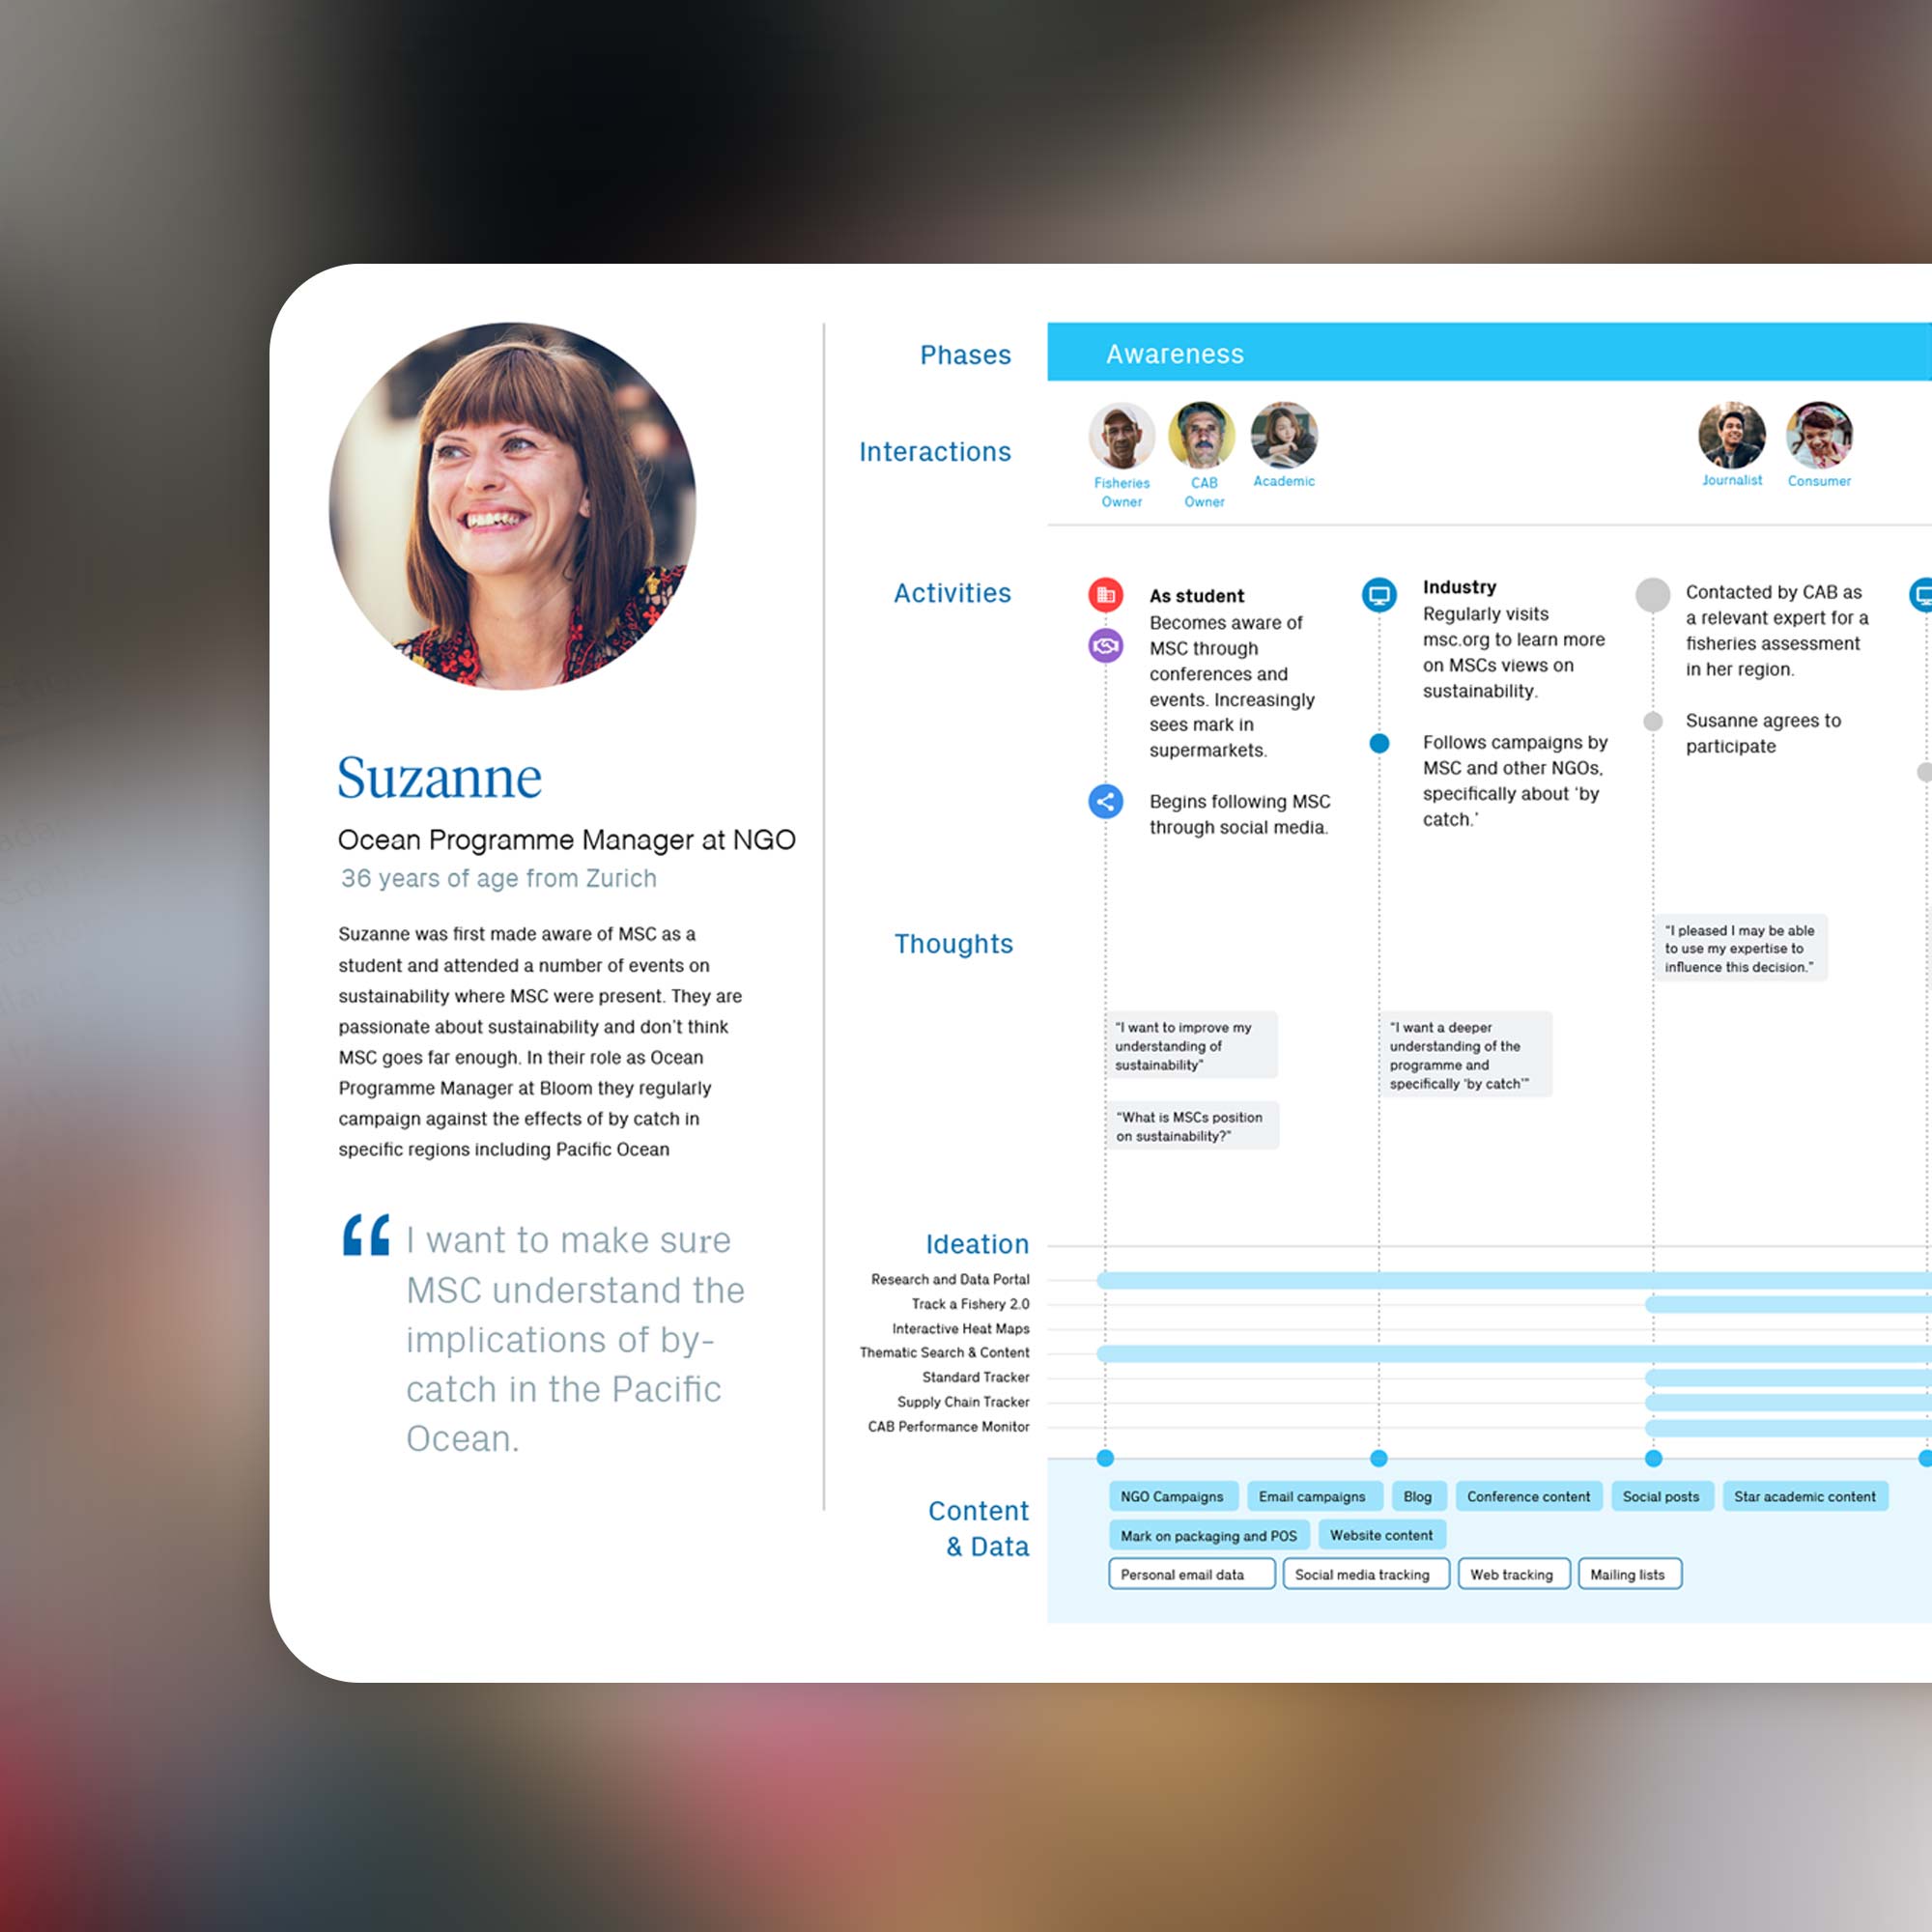 Suzanne
Ocean Programme Manager at NGO
36 years of age from Zurich
Suzanne was first made aware of MSC as a
student and attended a number of events on
sustainability where MSC were present. They are
passionate about sustainability and don't think
MSC goes far enough. In their role as Ocean
Programme Manager at Bloom they regularly
campaign against the effects of by catch in
specific regions including Pacific Ocean
“ I want to make sure
MSC understand the
implications of by-
catch in the Pacific
Ocean.
Phases
Awareness
Interactions
Fisheries
Owner
CAB
Owner
Academic
Journalist
Consumer
Activities
As student
Becomes aware of
MSC through
conferences and
events. Increasingly
sees mark in
supermarkets.
Begins following MSC
through social media.
Industry
Regularly visits
msc.org to learn more
on MSCs views on
sustainability.
Follows campaigns by
MSC and other NGOs,
specifically about ‘by
catch.’
Contacted by CAB as
a relevant expert for a
fisheries assessment
in her region.
Susanne agrees to
participate
Thoughts
“I want to improve my
understanding of
sustainability”
“What is MSCs position
on sustainability?”
“I want a deeper
understanding of the
programme and
specifically ‘by catch’”
“I pleased I may be able
to use my expertise to
influence this decision.”
Ideation
Research and Data Portal
Track a Fishery 2.0
Interactive Heat Maps
Thematic Search & Content
Standard Tracker
Supply Chain Tracker
CAB Performance Monitor
Content
& Data
NGO Campaigns
Email campaigns
Blog
Conference content
Social posts
Star academic content
Mark on packaging and POS
Website content
Personal email data
Social media tracking
Web tracking
Mailing lists